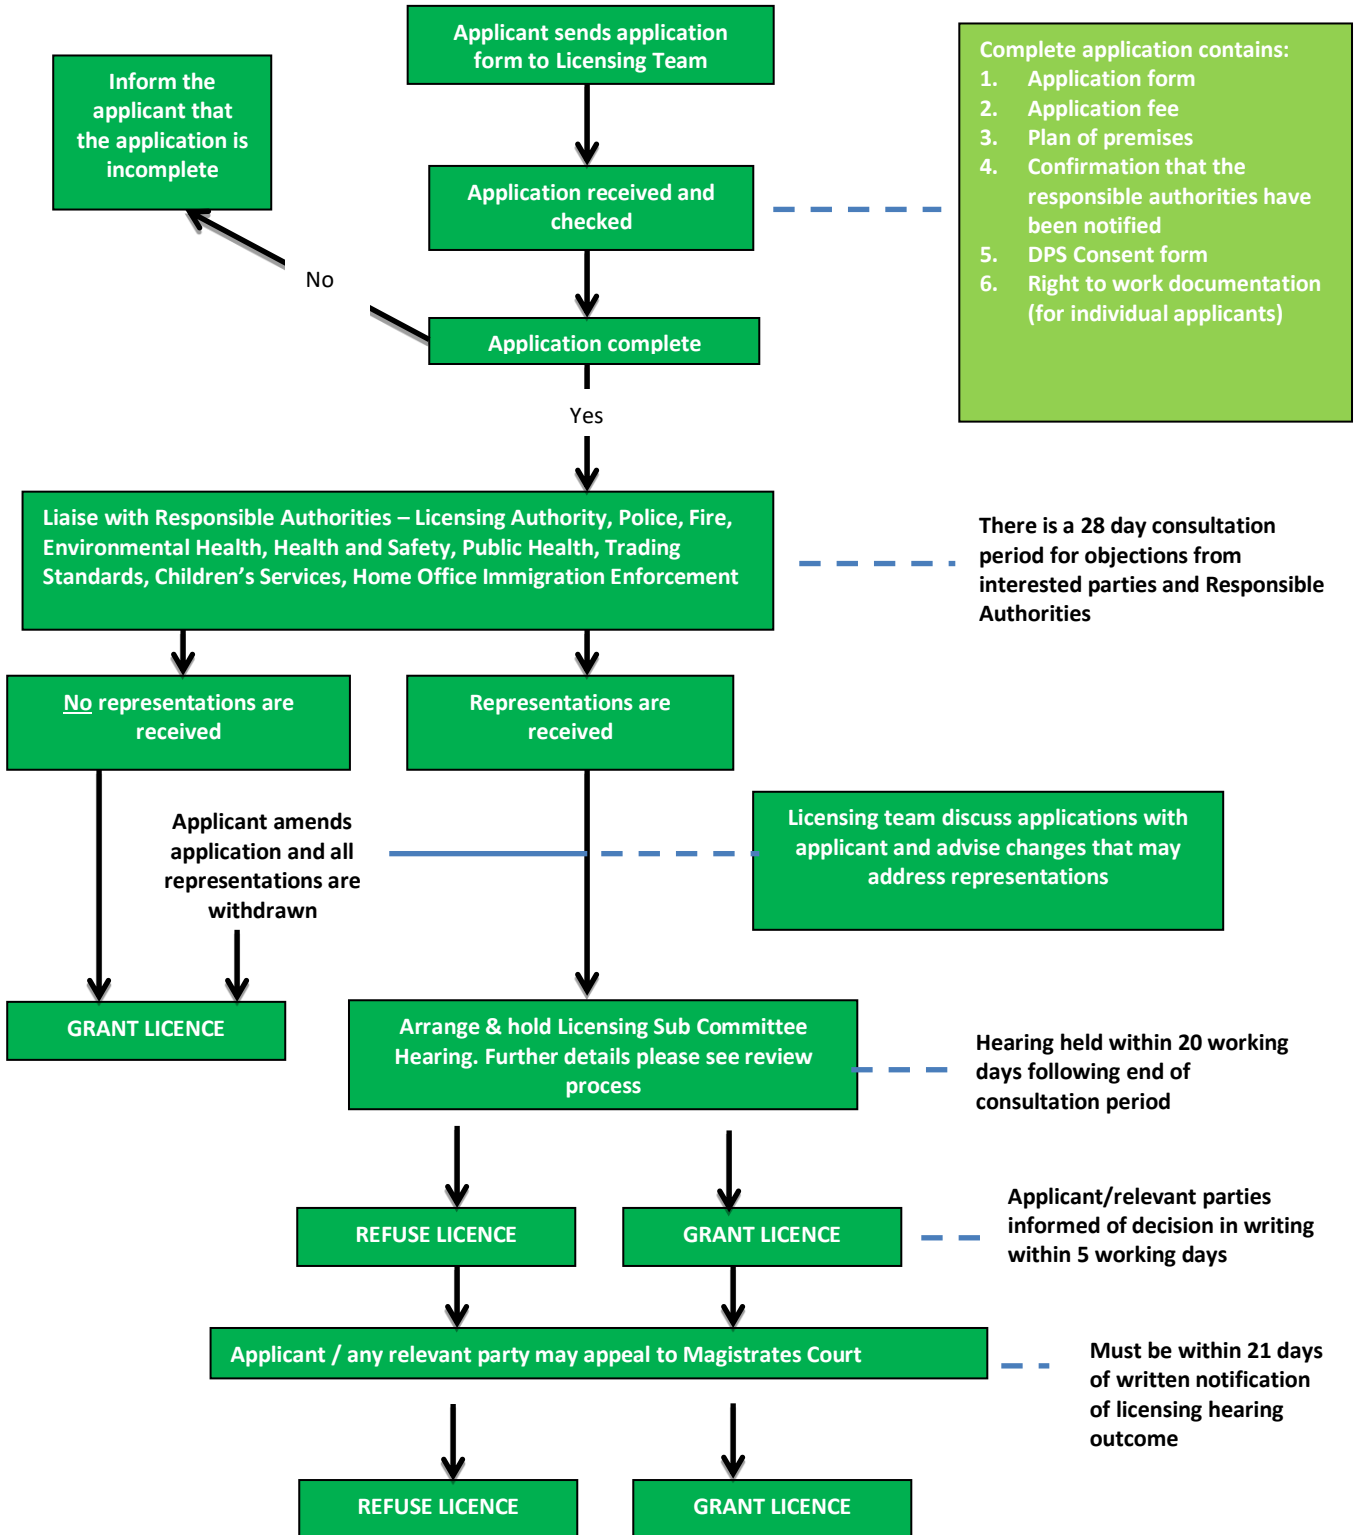 Applicant sends application
form to Licensing Team
Inform the
applicant that
the application is
incomplete
Complete application contains:
1. Application form
2. Application fee
3. Plan of premises
4. Confirmation that the
responsible authorities have
been notified
5. DPS Consent form
6. Right to work documentation
(for individual applicants)
Application received and
checked
No
Application complete
Yes
Liaise with Responsible Authorities – Licensing Authority, Police, Fire,
Environmental Health, Health and Safety, Public Health, Trading
Standards, Children’s Services, Home Office Immigration Enforcement
There is a 28 day consultation
period for objections from
interested parties and Responsible
Authorities
No representations are
received
Representations are
received
Applicant amends
application and all
representations are
withdrawn
Licensing team discuss applications with
applicant and advise changes that may
address representations
GRANT LICENCE
Arrange & hold Licensing Sub Committee
Hearing. Further details please see review
process
Hearing held within 20 working
days following end of
consultation period
REFUSE LICENCE
GRANT LICENCE
Applicant/relevant parties
informed of decision in writing
within 5 working days
Applicant / any relevant party may appeal to Magistrates Court
Must be within 21 days
of written notification
of licensing hearing
outcome
REFUSE LICENCE
GRANT LICENCE